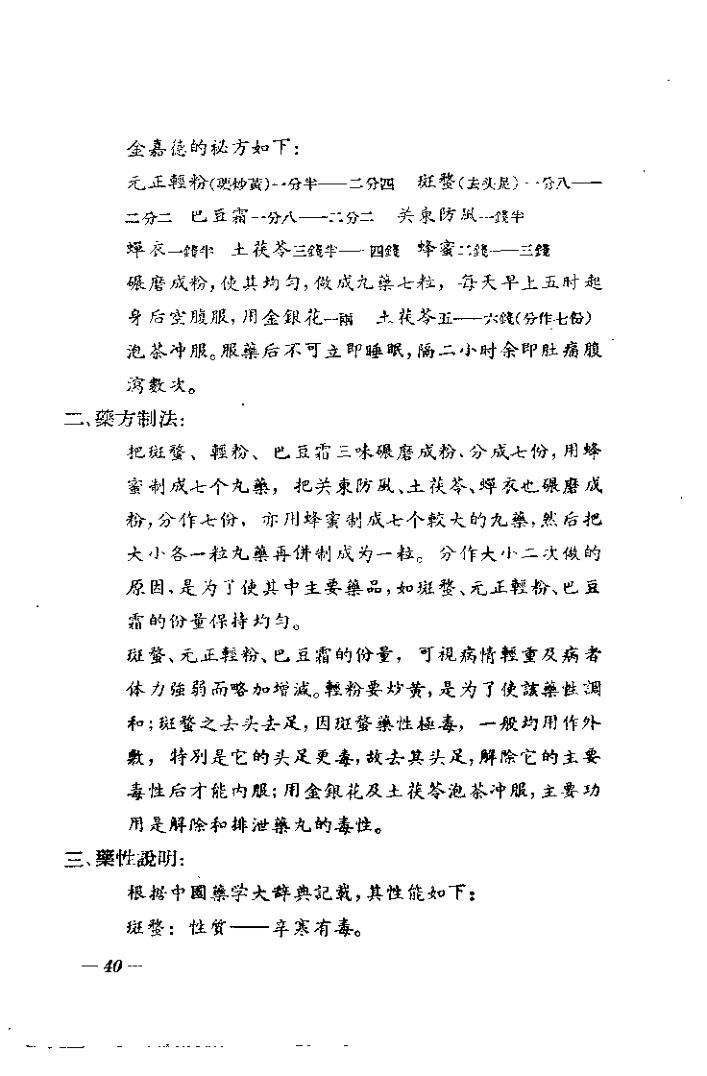 金嘉德的秘方如下:
元正輕粉(要炒黃)--分半——二分四　斑蝥(去头足)--分八——
二分二　巴豆霜--分八——二分二　关東防風--錢半
蟬衣一錢半　土茯苓三錢半——四錢　蜂蜜二錢——三錢
碾磨成粉,使其均匀,做成丸藥七粒, 每天早上五时起
身后空腹服,用金銀花一兩　土茯苓五——六錢(分作七份)
泡茶冲服。服藥后不可立即睡眠,隔二小时余即肚痛腹
瀉数次。
二、藥方制法:
把斑蝥、輕粉、巴豆霜三味碾磨成粉、分成七份,用蜂
蜜制成七个丸藥, 把关東防風、土茯苓、蟬衣也碾磨成
粉,分作七份, 亦用蜂蜜制成七个較大的丸藥,然后把
大小各一粒丸藥再併制成为一粒。分作大小二次做的
原因、是为了使其中主要藥品,如斑蝥、元正輕粉、巴豆
霜的份量保持均匀。
斑蝥、元正輕粉、巴豆霜的份量, 可視病情輕重及病者
体力強弱而略加增減。輕粉要炒黃,是为了使該藥性調
和;斑蝥之去头去足,因斑蝥藥性極毒, 一般均用作外
敷, 特別是它的头足更毒,故去其头足,解除它的主要
毒性后才能内服;用金銀花及土茯苓泡茶冲服,主要功
用是解除和排泄藥丸的毒性。
三、藥性說明:
根据中國藥学大辞典記載,其性能如下:
斑蝥: 性質——辛寒有毒。
— 40 —